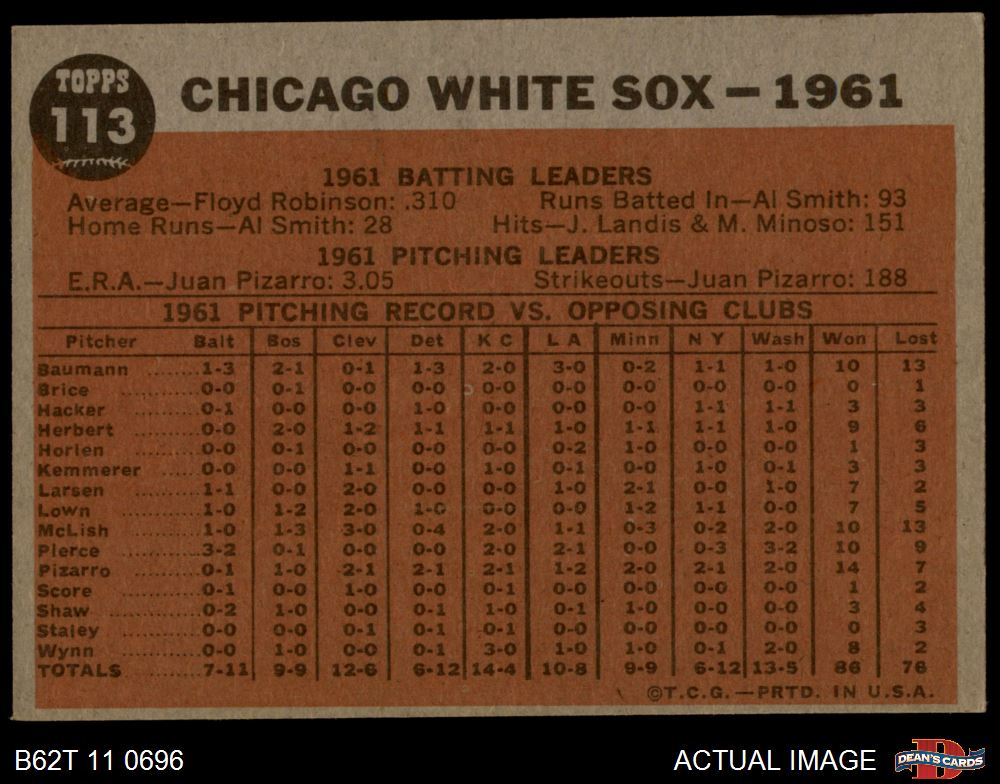 TOPPS
113
CHICAGO WHITE SOX — 1961
1961 BATTING LEADERS
Average—Floyd Robinson: .310 Runs Batted In—Al Smith: 93
Home Runs—Al Smith: 28 Hits—J. Landis & M. Minoso: 151
1961 PITCHING LEADERS
E.R.A.—Juan Pizarro: 3.05 Strikeouts—Juan Pizarro: 188
1961 PITCHING RECORD VS. OPPOSING CLUBS
Pitcher Balt Bos Clev Det K C L A Minn N Y Wash Won Lost
Baumann ........1-3 2-1 0-1 1-3 2-0 3-0 0-2 1-1 1-0 10 13
Brice ............0-0 0-1 0-0 0-0 0-0 0-0 0-0 0-0 0-0 0 1
Hacker ..........0-1 0-0 0-0 1-0 0-0 0-0 0-0 1-1 1-1 3 3
Herbert ..........0-0 2-0 1-2 1-1 1-1 1-0 1-1 1-1 1-0 9 6
Horlen ..........0-0 0-1 0-0 0-0 0-0 0-2 1-0 0-0 0-0 1 3
Kemmerer ......0-0 0-0 1-1 0-0 1-0 0-1 0-0 1-0 0-1 3 3
Larsen ..........1-1 0-0 2-0 0-0 0-0 1-0 2-1 0-0 1-0 7 2
Lown ............1-0 1-2 2-0 1-0 0-0 0-0 1-2 1-1 0-0 7 5
McLish ..........1-0 1-3 3-0 0-4 2-0 1-1 0-3 0-2 2-0 10 13
Pierce ............3-2 0-1 0-0 0-0 2-0 2-1 0-0 0-3 3-2 10 9
Pizarro ..........0-1 1-0 2-1 2-1 2-1 1-2 2-0 2-1 2-0 14 7
Score ............0-1 0-0 1-0 0-0 0-1 0-0 0-0 0-0 0-0 1 2
Shaw ............0-2 1-0 0-0 0-1 1-0 0-1 1-0 0-0 0-0 3 4
Staley ..........0-0 0-0 0-1 0-1 0-1 0-0 0-0 0-0 0-0 0 3
Wynn ............0-0 1-0 0-0 0-1 3-0 1-0 1-0 0-1 2-0 8 2
TOTALS 7-11 9-9 12-6 6-12 14-4 10-8 9-9 6-12 13-5 86 76
©T.C.G.—PRTD. IN U.S.A.
B62T 11 0696 ACTUAL IMAGE
DEAN'S CARDS